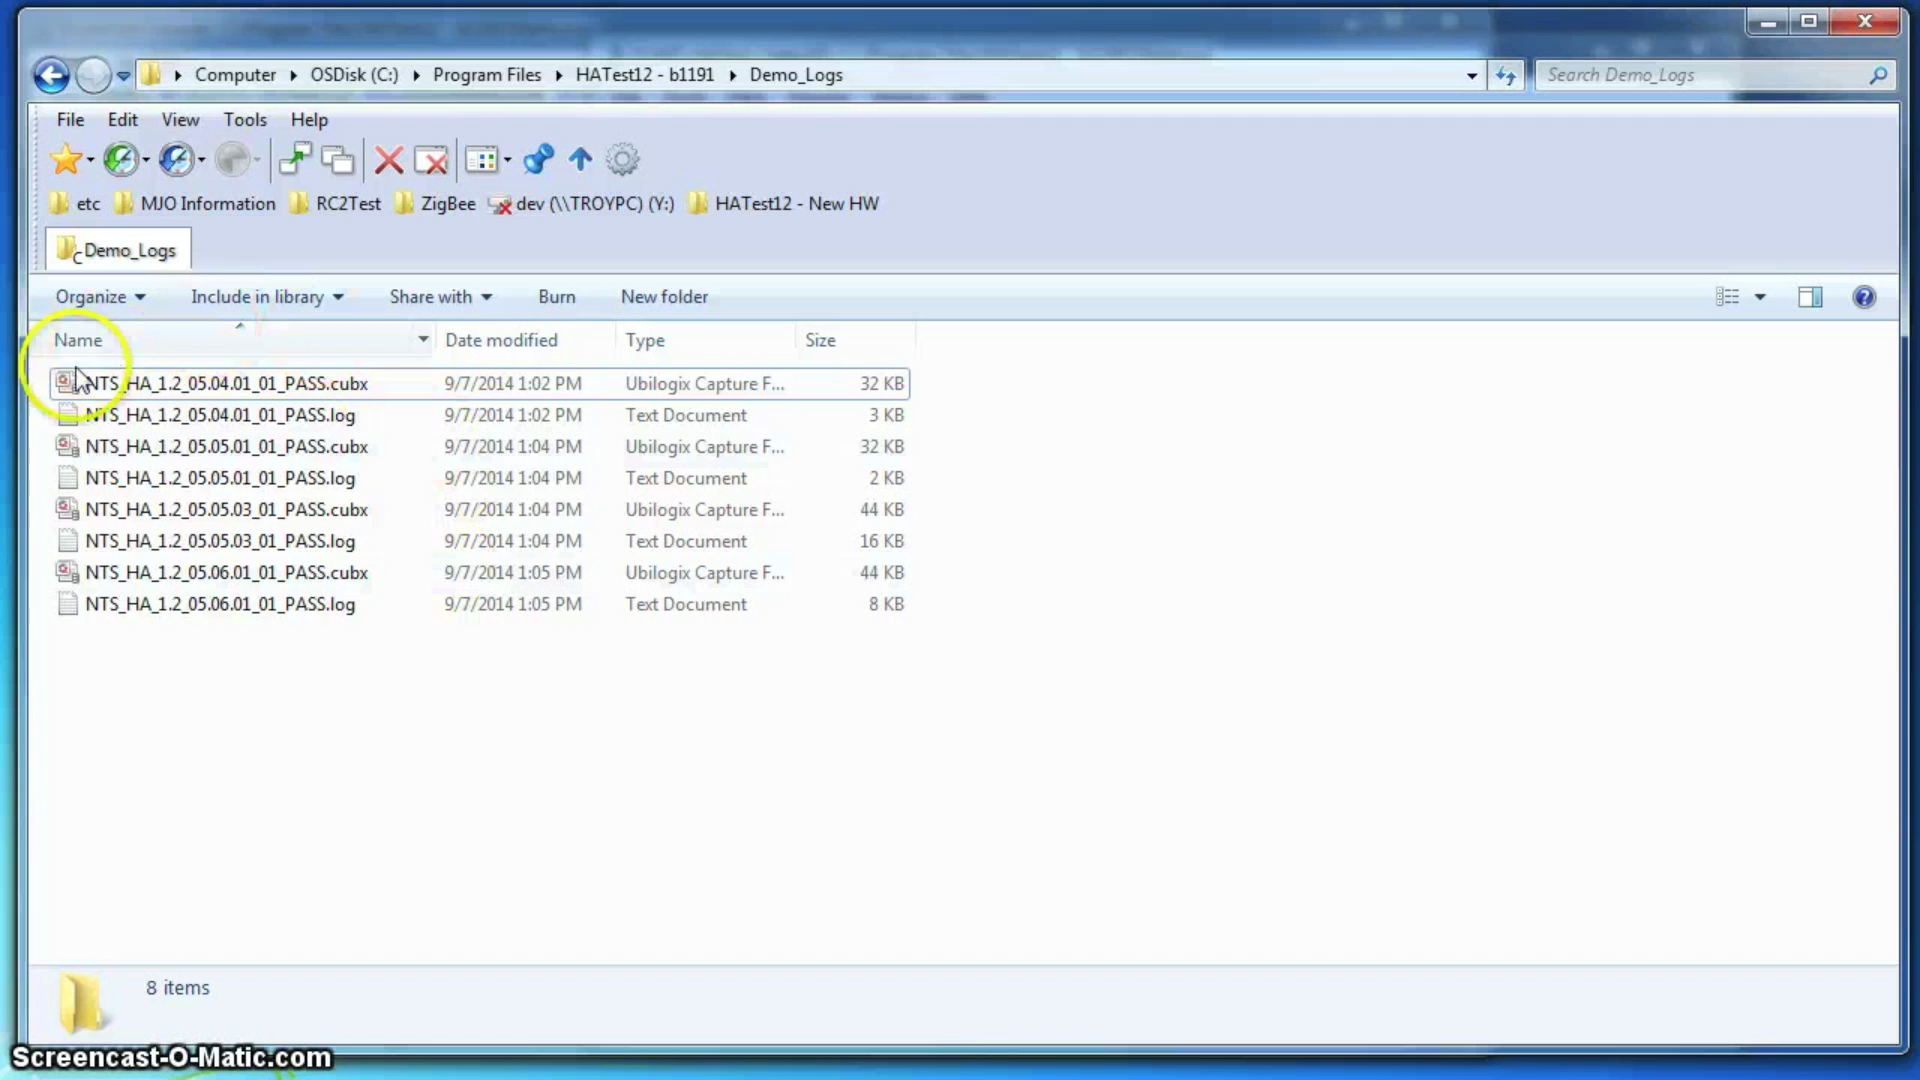 Computer OSDisk (C:) Program Files HATest12 - b1191 Demo_Logs Search Demo_Logs
File Edit View Tools Help
etc MJO Information RC2Test ZigBee dev (\\TROYPC) (Y:) HATest12 - New HW
C Demo_Logs
Organize Include in library Share with Burn New folder
Name Date modified Type Size
NTS_HA_1.2_05.04.01_01_PASS.cubx 9/7/2014 1:02 PM Ubilogix Capture F... 32 KB
NTS_HA_1.2_05.04.01_01_PASS.log 9/7/2014 1:02 PM Text Document 3 KB
NTS_HA_1.2_05.05.01_01_PASS.cubx 9/7/2014 1:04 PM Ubilogix Capture F... 32 KB
NTS_HA_1.2_05.05.01_01_PASS.log 9/7/2014 1:04 PM Text Document 2 KB
NTS_HA_1.2_05.05.03_01_PASS.cubx 9/7/2014 1:04 PM Ubilogix Capture F... 44 KB
NTS_HA_1.2_05.05.03_01_PASS.log 9/7/2014 1:04 PM Text Document 16 KB
NTS_HA_1.2_05.06.01_01_PASS.cubx 9/7/2014 1:05 PM Ubilogix Capture F... 44 KB
NTS_HA_1.2_05.06.01_01_PASS.log 9/7/2014 1:05 PM Text Document 8 KB
8 items
Screencast-O-Matic.com